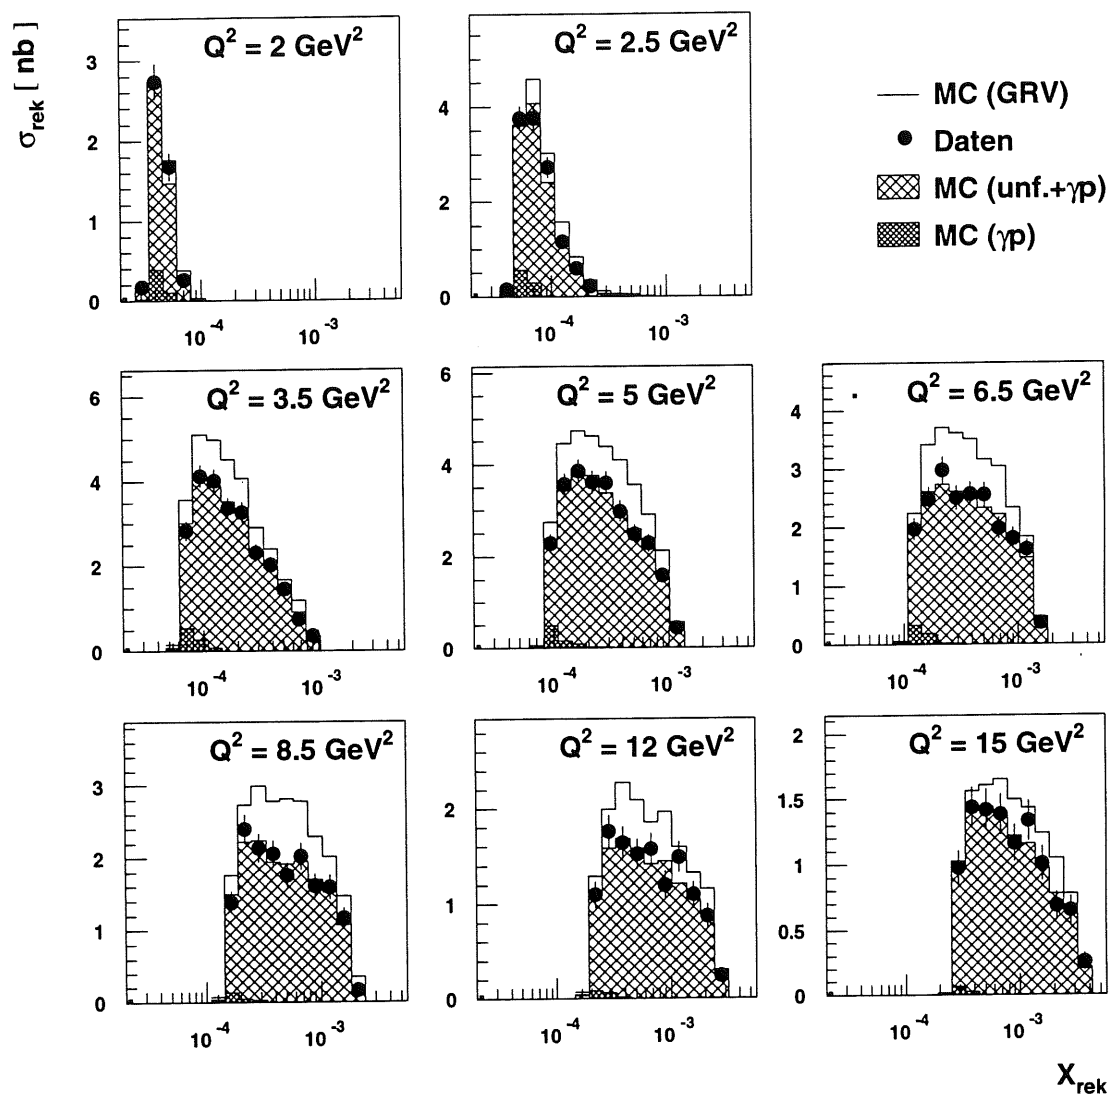 σrek [ nb ]
Q² = 2 GeV²
3
2
1
0
10⁻⁴ 10⁻³
Q² = 2.5 GeV²
4
2
0
10⁻⁴ 10⁻³
MC (GRV)
Daten
MC (unf.+γp)
MC (γp)
Q² = 3.5 GeV²
6
4
2
0
10⁻⁴ 10⁻³
Q² = 5 GeV²
6
4
2
0
10⁻⁴ 10⁻³
Q² = 6.5 GeV²
4
3
2
1
0
10⁻⁴ 10⁻³
Q² = 8.5 GeV²
3
2
1
0
10⁻⁴ 10⁻³
Q² = 12 GeV²
2
1
0
10⁻⁴ 10⁻³
Q² = 15 GeV²
2
1.5
1
0.5
0
10⁻⁴ 10⁻³
Xrek